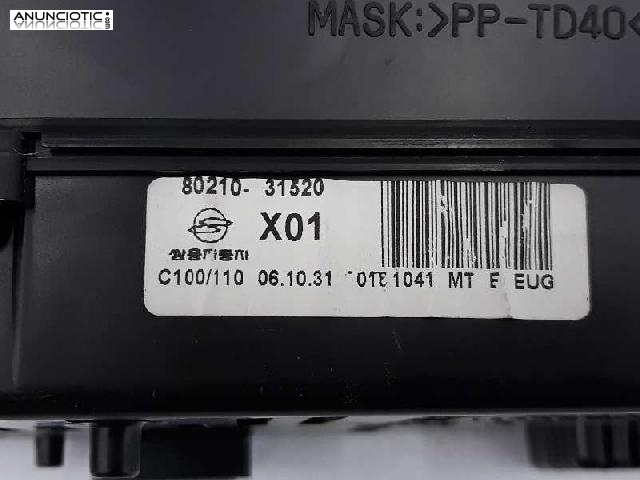 ANUNCIOTIC.es
MASK:>PP-TD40<
80210- 31520
X01
쌍용자동차
C100/110 06.10.31 1041 MT EUG